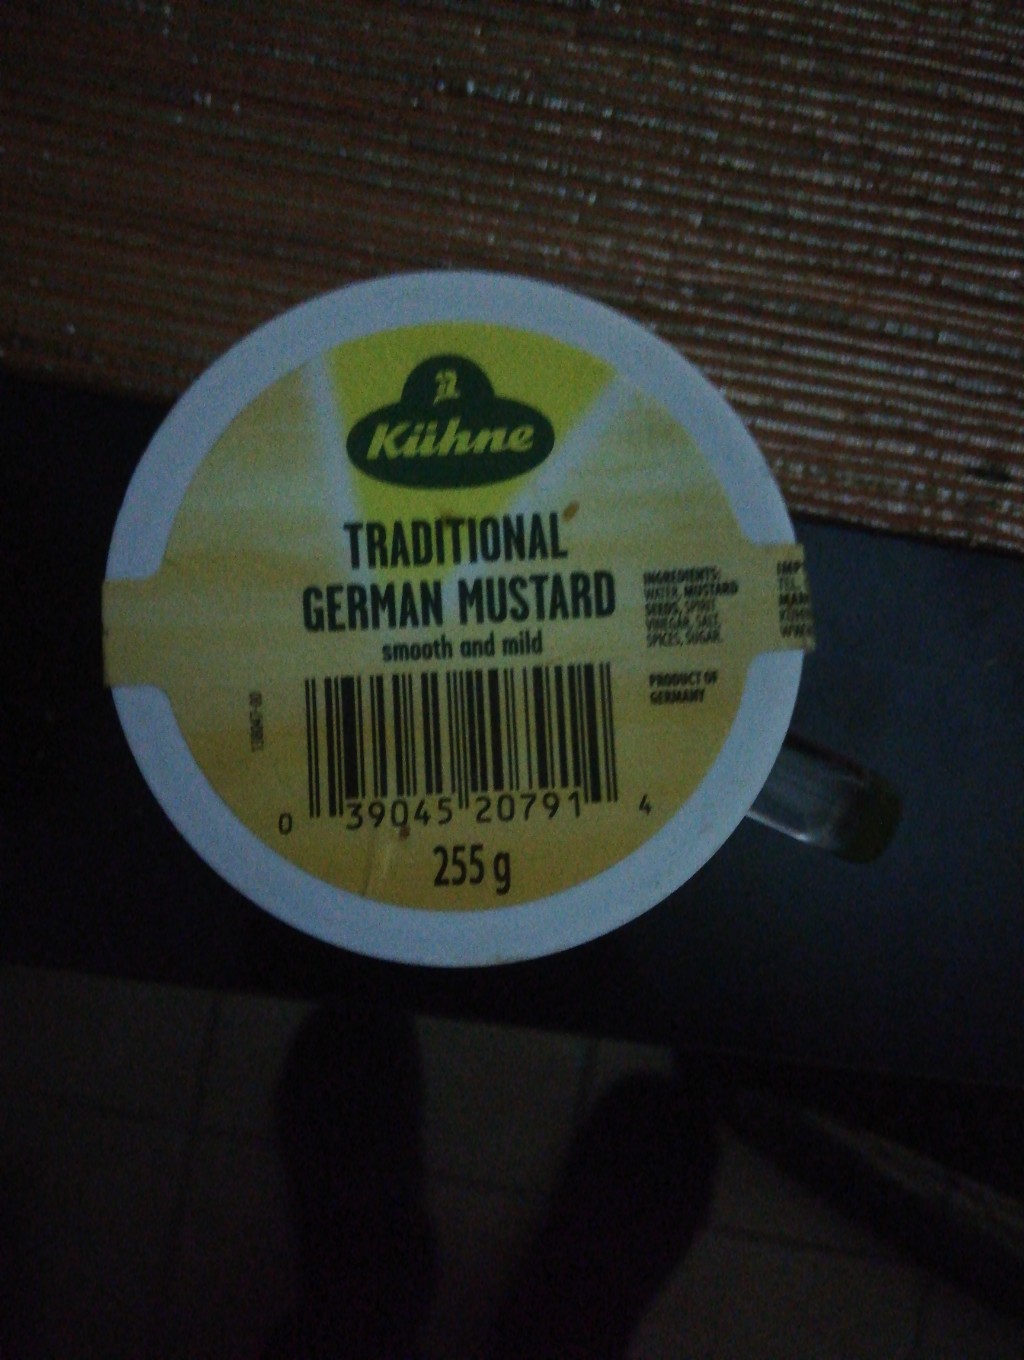 Kühne
TRADITIONAL
GERMAN MUSTARD
smooth and mild
INGREDIENTS:
WATER, MUSTARD
SEEDS, SPIRIT
VINEGAR, SALT,
SPICES, SUGAR.
PRODUCT OF
GERMANY
TEL.
0 39045 20791 4
255 g